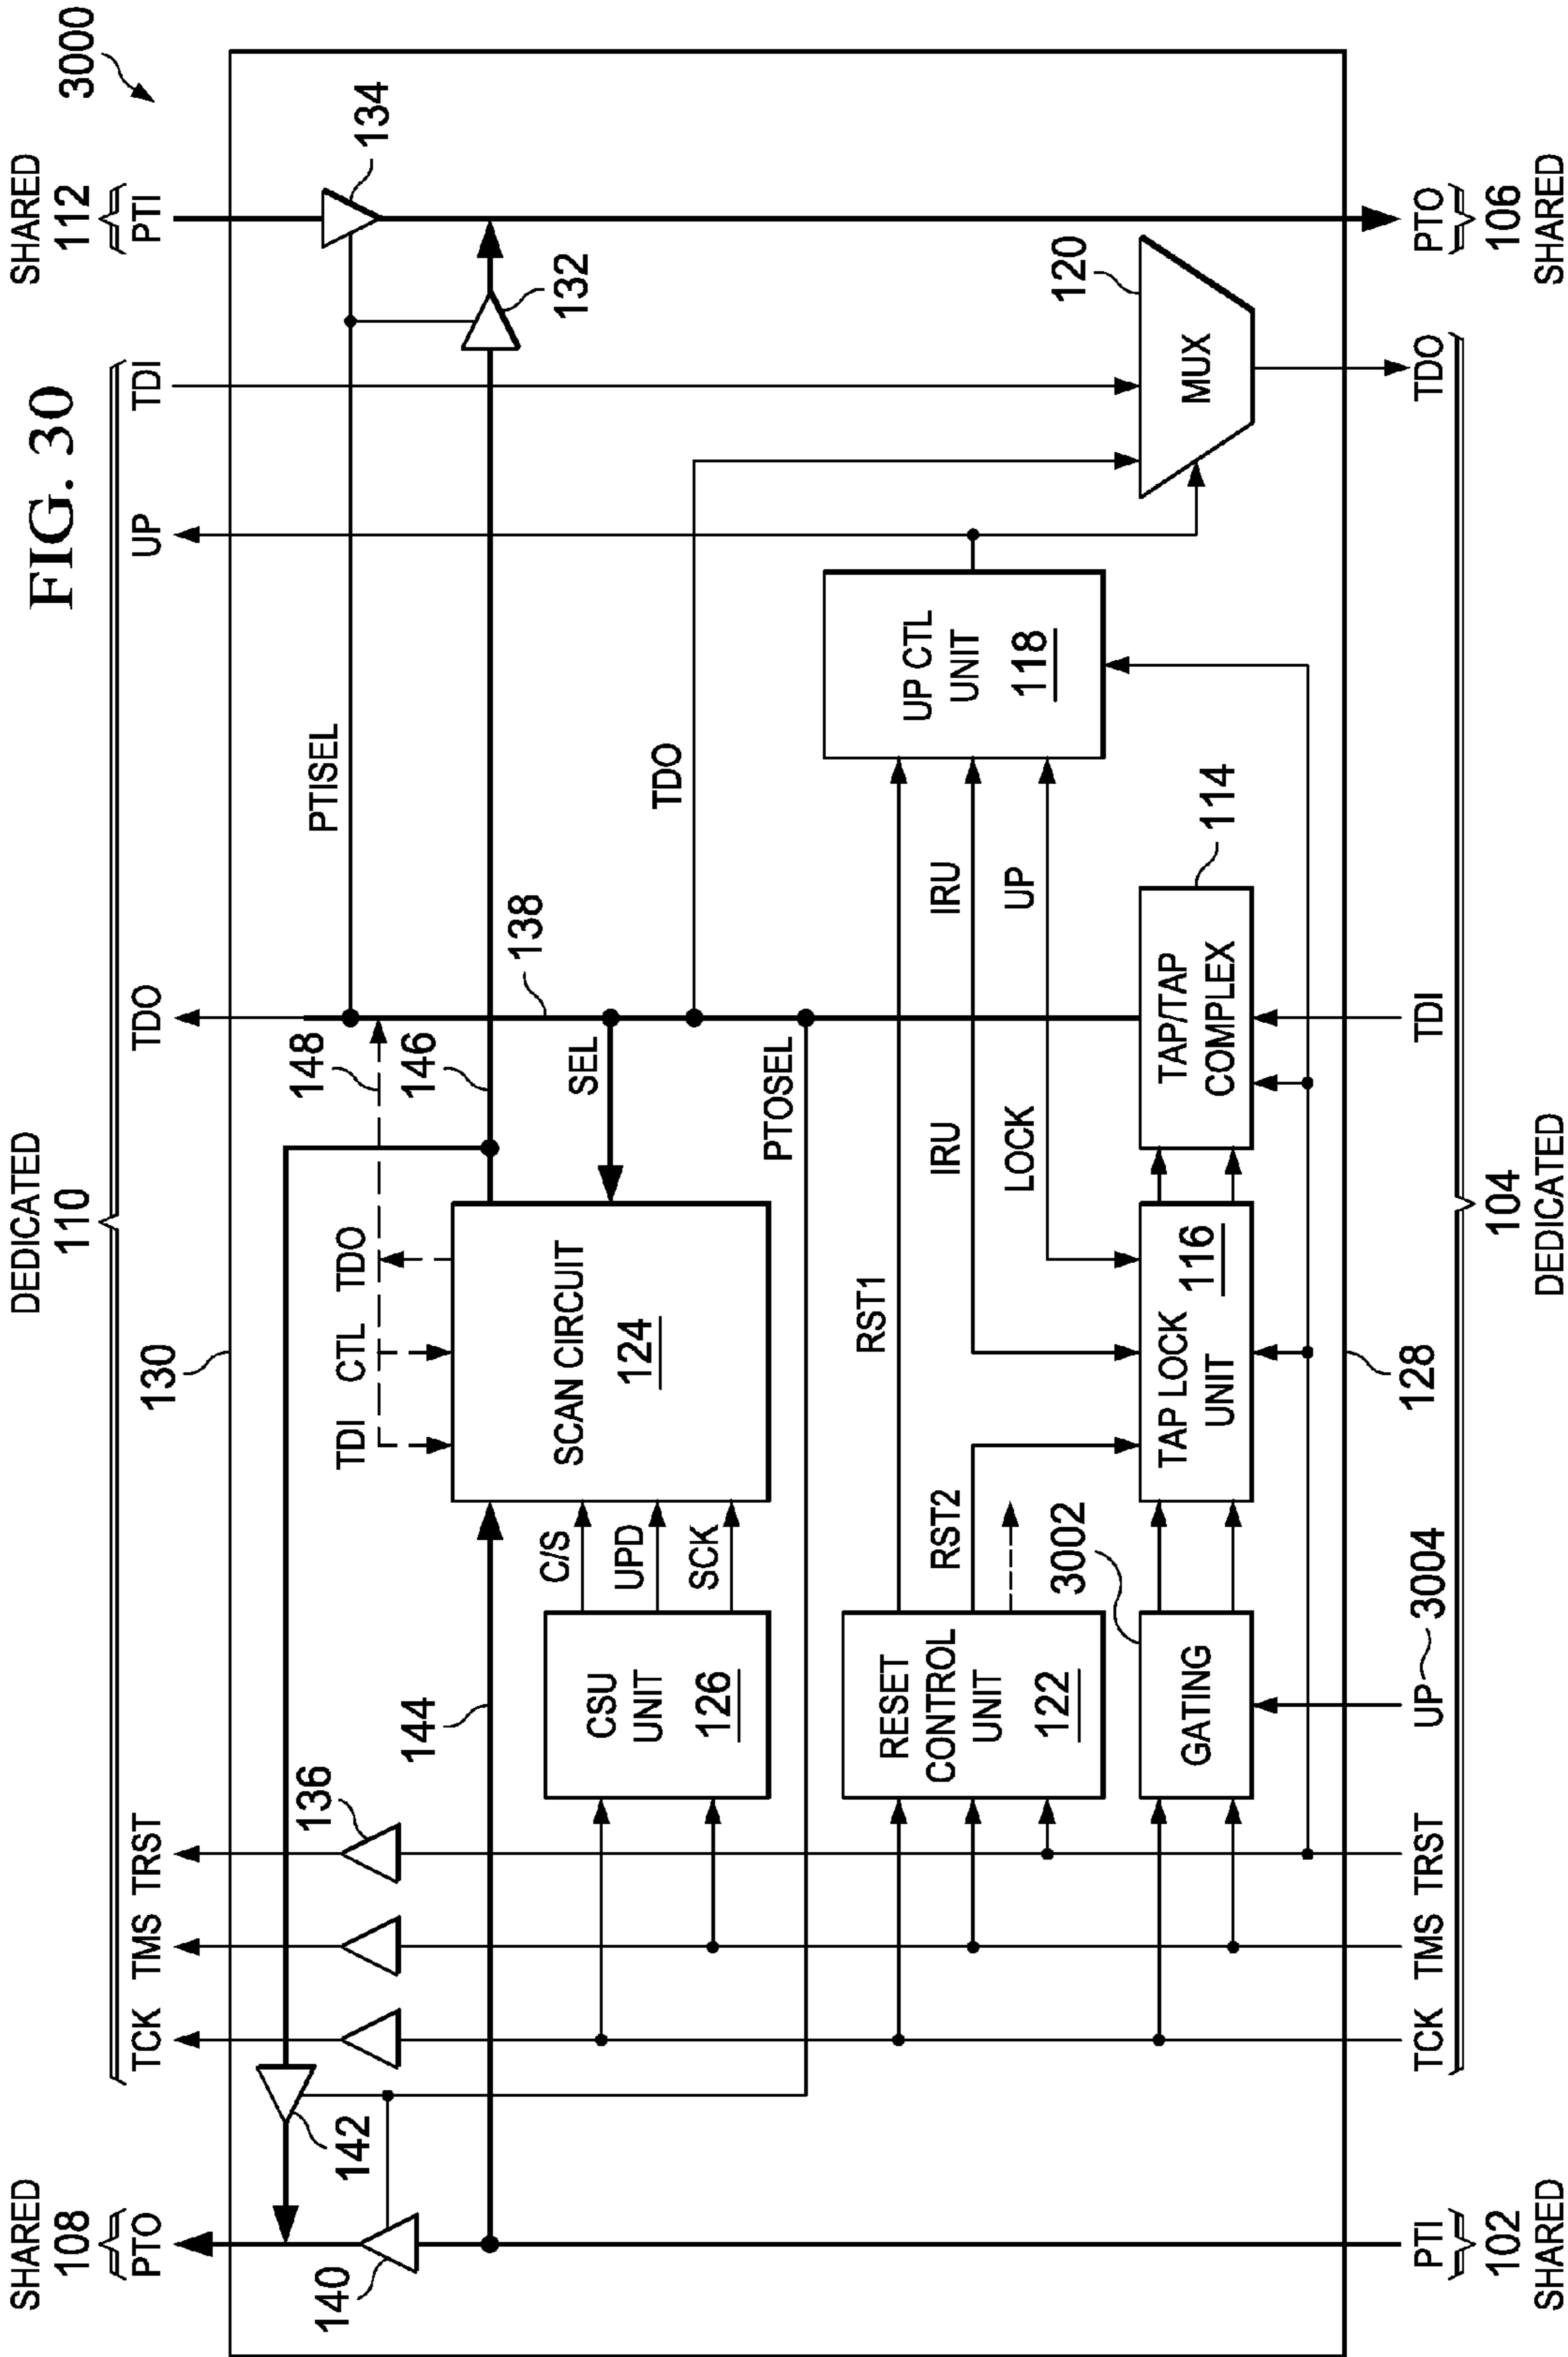 FIG. 30
3000
SHARED
108
PTO
DEDICATED
110
TCK
TMS
TRST
TDO
UP
TDI
SHARED
112
PTI
130
134
136
142
140
PTISEL
148
TDI
CTL
TDO
146
132
144
138
SCAN CIRCUIT
124
SEL
C/S
UPD
SCK
CSU
UNIT
126
TDO
PTOSEL
RST1
RESET
CONTROL
UNIT
122
RST2
IRU
IRU
LOCK
UP
UP CTL
UNIT
118
3002
GATING
TAP LOCK
UNIT
116
TAP/TAP
COMPLEX
114
120
MUX
128
PTI
102
SHARED
TCK
TMS
TRST
UP
3004
TDI
TDO
104
DEDICATED
PTO
106
SHARED